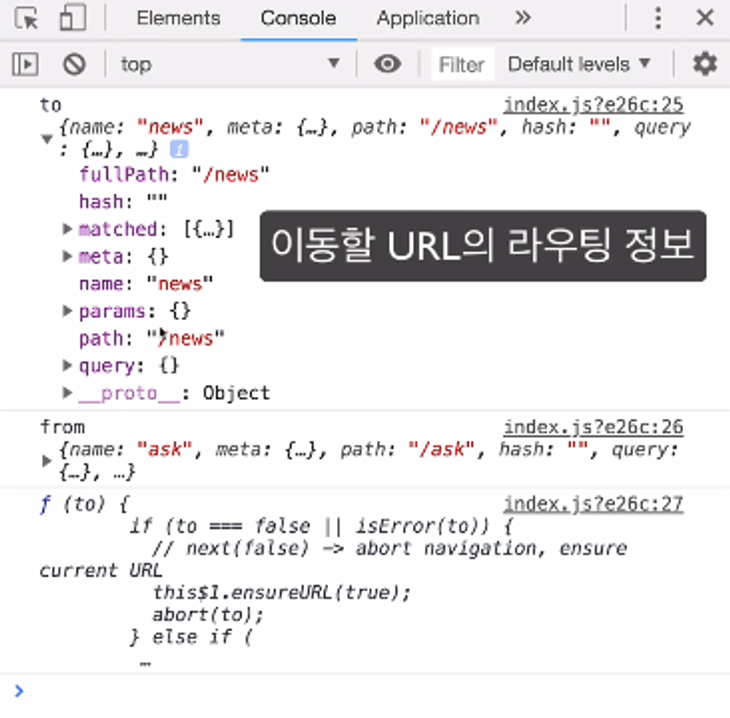 Elements Console Application »
top Filter Default levels ▼
to index.js?e26c:25
{name: "news", meta: {…}, path: "/news", hash: "", query
: {…}, …} i
fullPath: "/news"
hash: ""
matched: [{…}]
meta: {}
이동할 URL의 라우팅 정보
name: "news"
params: {}
path: "/news"
query: {}
__proto__: Object
from index.js?e26c:26
{name: "ask", meta: {…}, path: "/ask", hash: "", query:
{…}, …}
ƒ (to) { index.js?e26c:27
if (to === false || isError(to)) {
// next(false) -> abort navigation, ensure
current URL
this$1.ensureURL(true);
abort(to);
} else if (
…